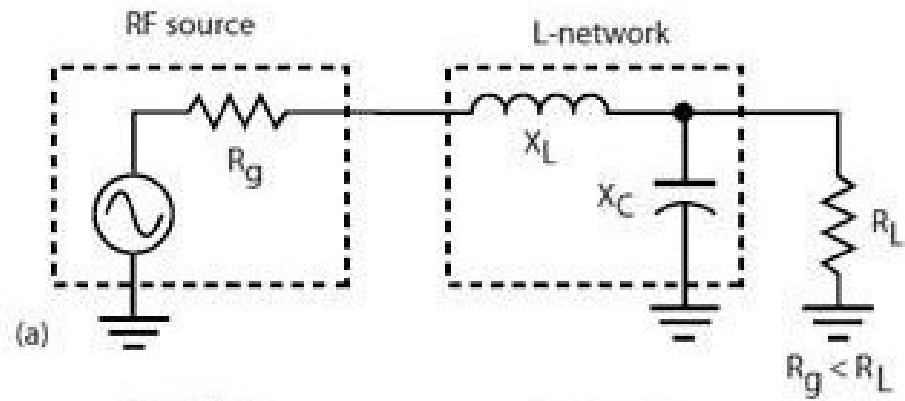 RF source
L-network
Rg
XL
XC
RL
(a)
Rg < RL